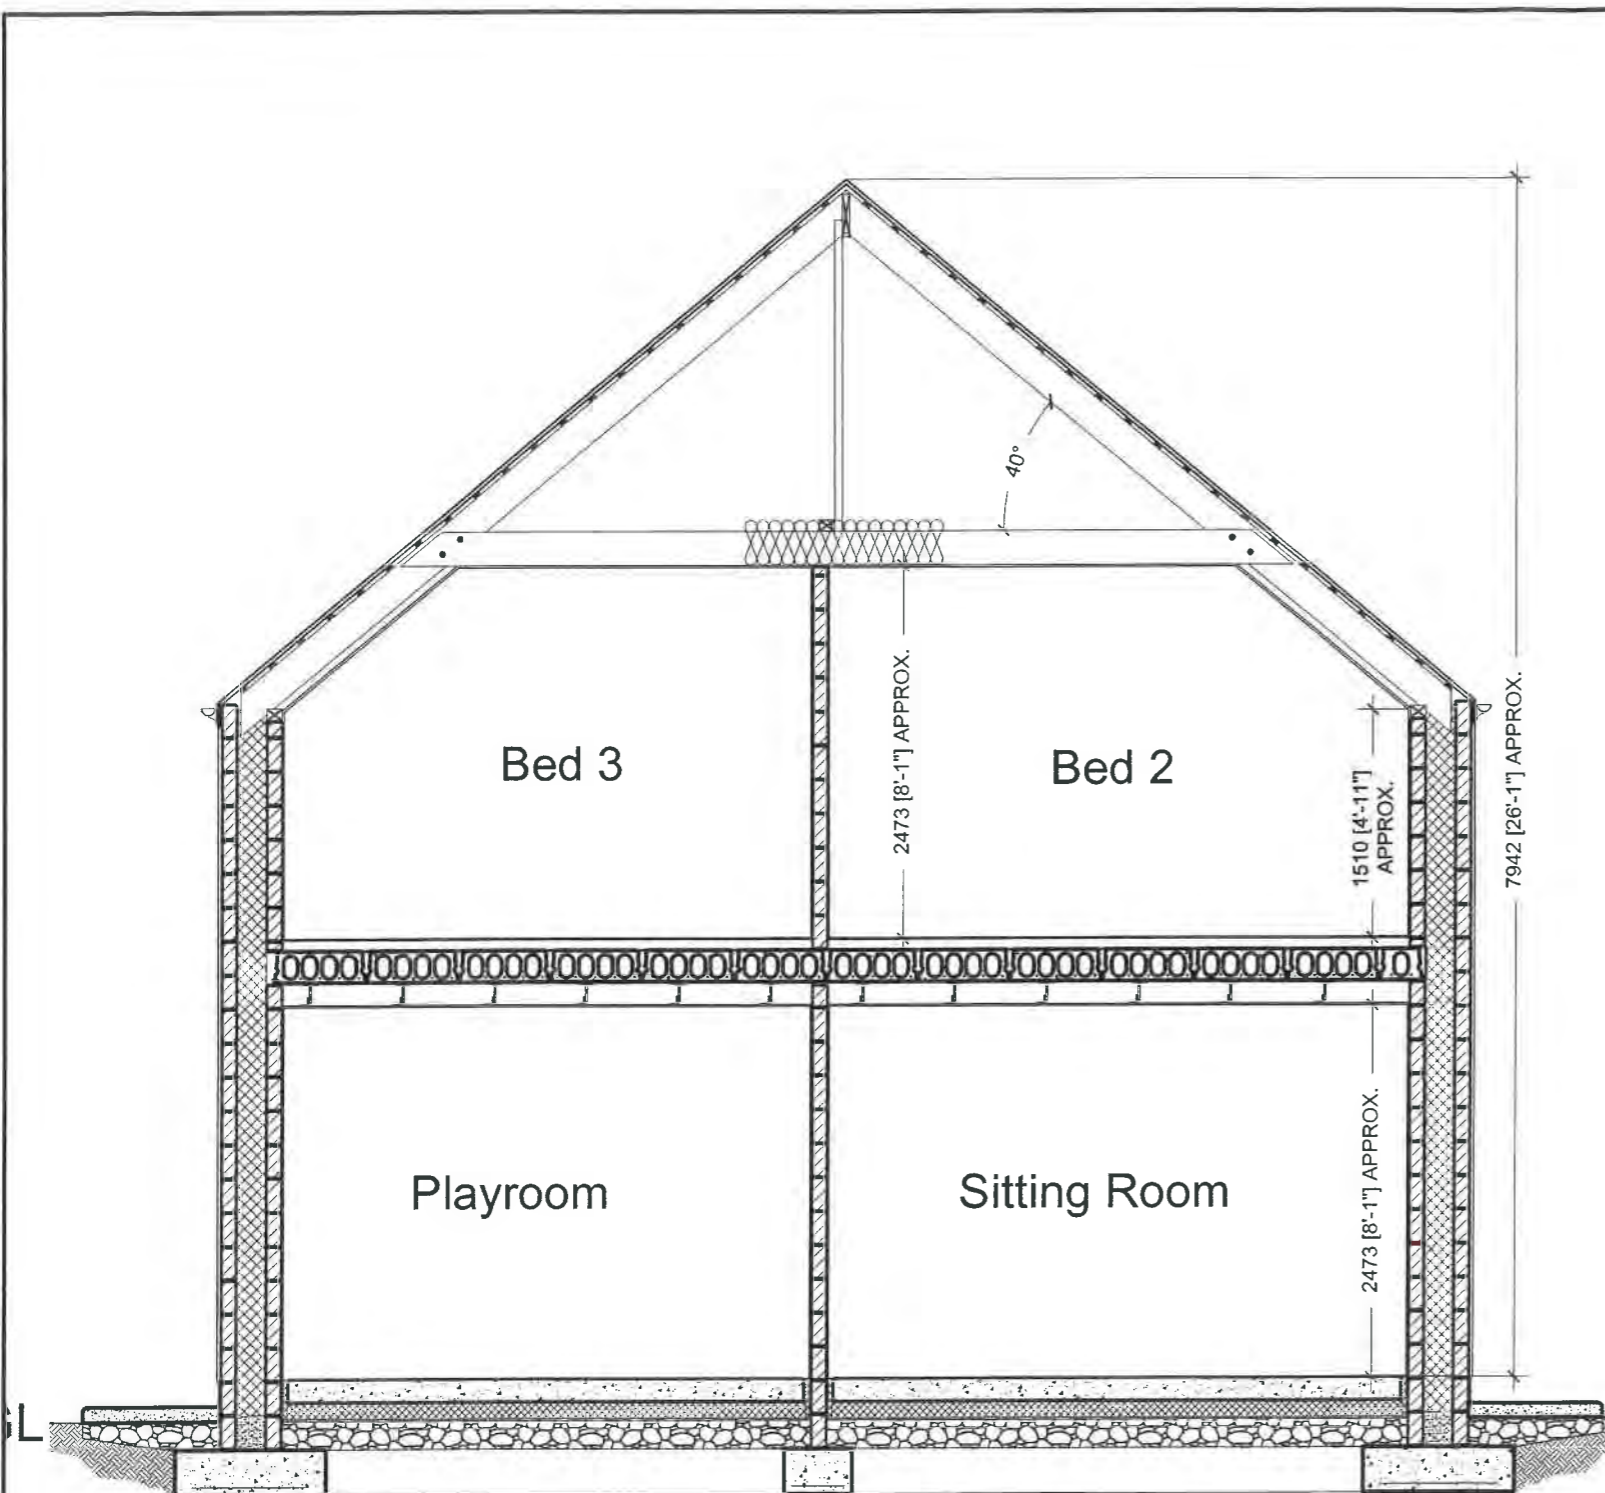 40°
7942 [26'-1"] APPROX.
2473 [8'-1"] APPROX.
1510 [4'-11"]
APPROX.
Bed 3
Bed 2
2473 [8'-1"] APPROX.
Playroom
Sitting Room